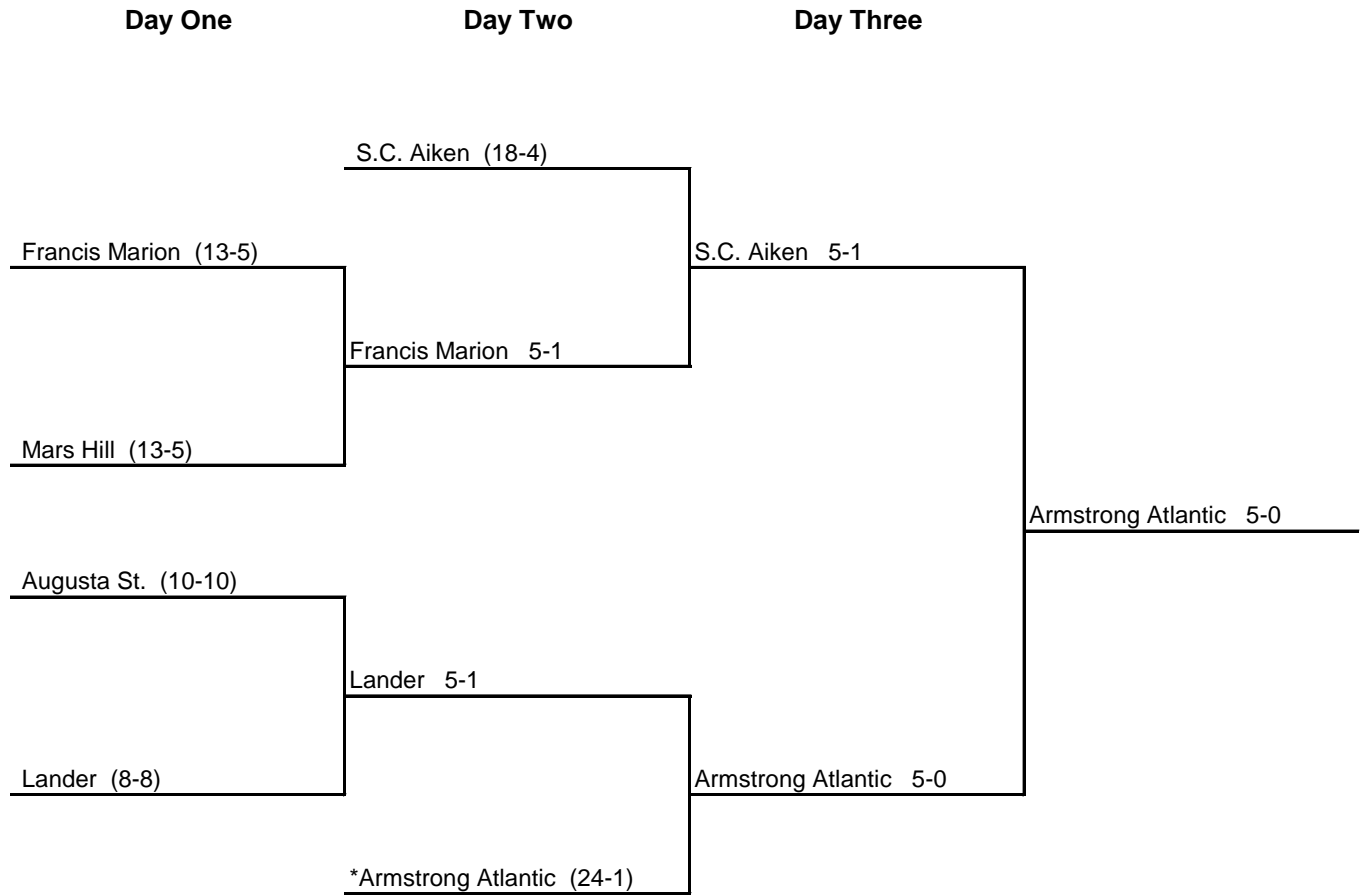 Day One Day Two Day Three
S.C. Aiken (18-4)
Francis Marion (13-5) S.C. Aiken 5-1
Francis Marion 5-1
Mars Hill (13-5)
Armstrong Atlantic 5-0
Augusta St. (10-10)
Lander 5-1
Lander (8-8) Armstrong Atlantic 5-0
*Armstrong Atlantic (24-1)